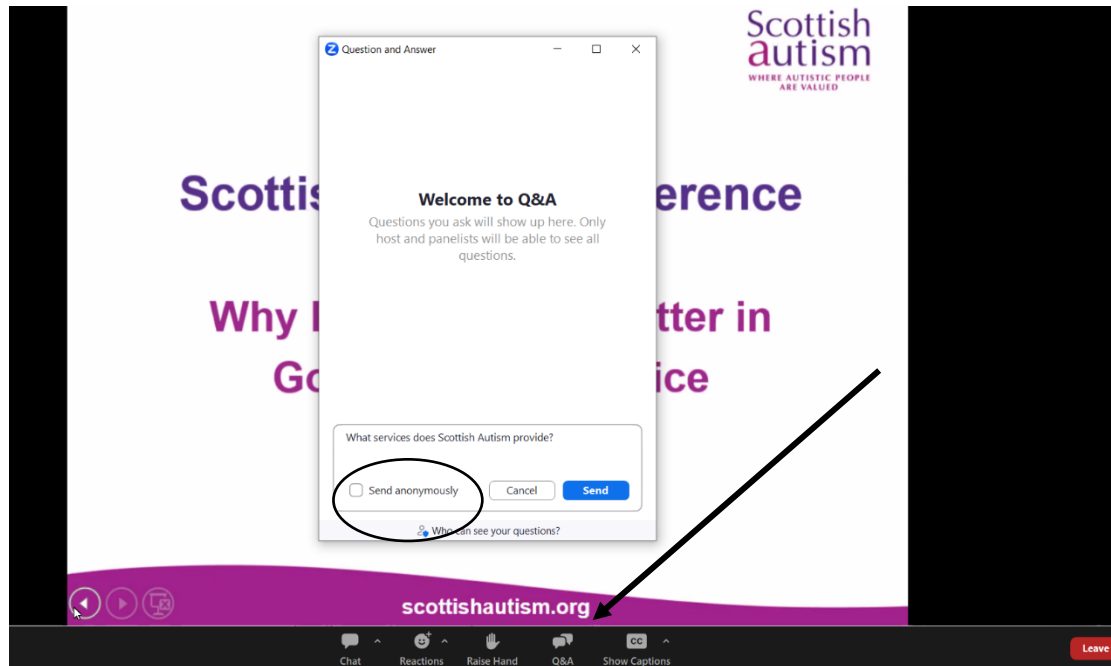 Scottish
autism
WHERE AUTISTIC PEOPLE
ARE VALUED
Question and Answer
Scottis erence
Welcome to Q&A
Questions you ask will show up here. Only
host and panelists will be able to see all
questions.
Why tter in
Go ice
What services does Scottish Autism provide?
Send anonymously Cancel Send
Who can see your questions?
scottishautism.org
CC
Chat Reactions Raise Hand Q&A Show Captions Leave